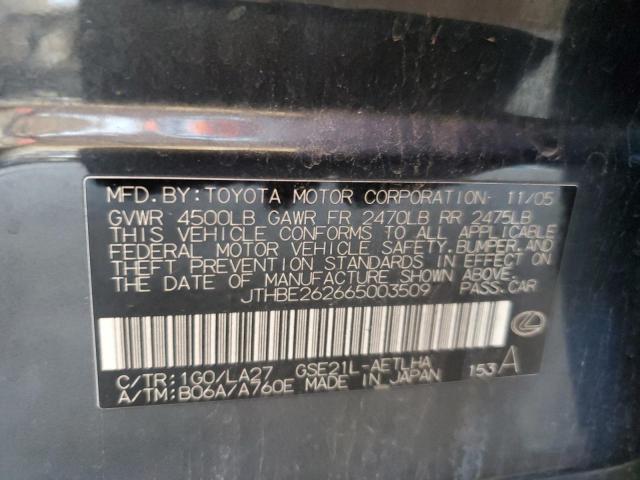 MFD. BY: TOYOTA MOTOR CORPORATION 11/05
GVWR 4500LB GAWR FR 2470LB RR 2475LB
THIS VEHICLE CONFORMS TO ALL APPLICABLE
FEDERAL MOTOR VEHICLE SAFETY, BUMPER, AND
THEFT PREVENTION STANDARDS IN EFFECT ON
THE DATE OF MANUFACTURE SHOWN ABOVE.
JTHBE262665003509 PASS. CAR
C/TR: 1G0/LA27 GSE21L-AETLHA
A/TM: B06A/A760E MADE IN JAPAN 153 A